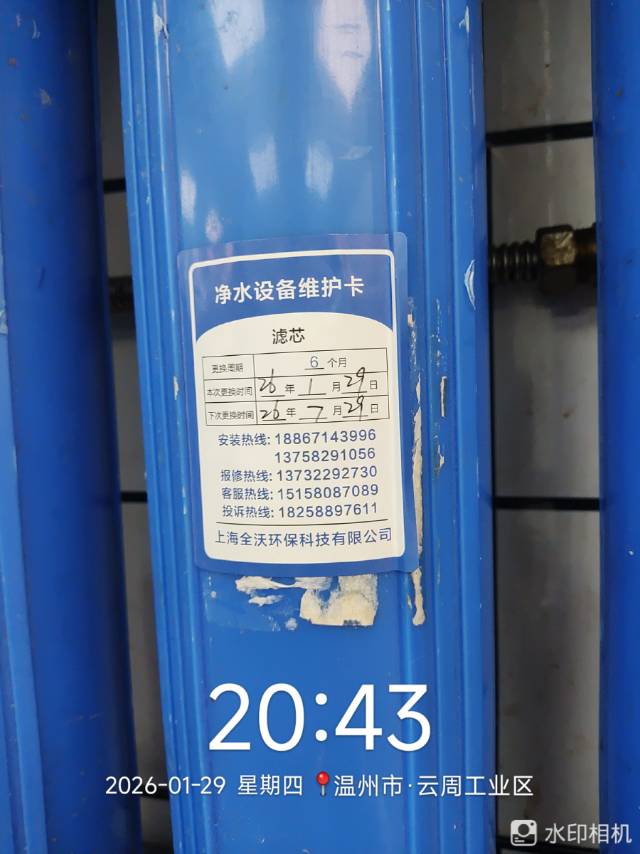 净水设备维护卡
滤芯
更换周期 6 个月
本次更换时间 26 年 1 月 29 日
下次更换时间 26 年 7 月 29 日
安装热线: 18867143996
13758291056
报修热线: 13732292730
客服热线: 15158087089
投诉热线: 18258897611
上海全沃环保科技有限公司
20:43
2026-01-29 星期四 📍温州市·云周工业区
水印相机